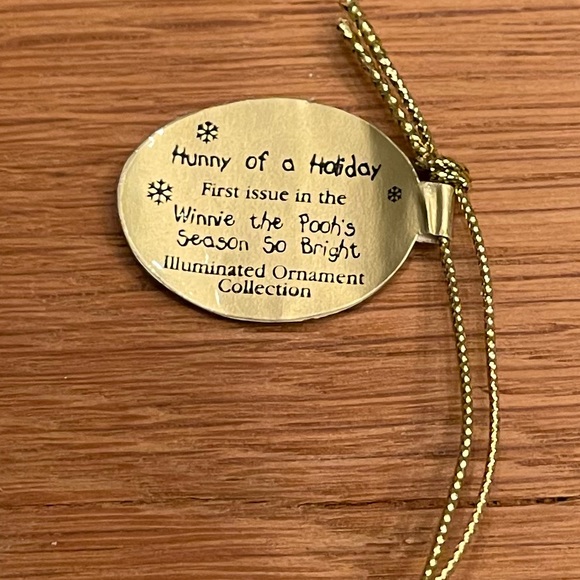 Hunny of a Holiday
First issue in the
Winnie the Pooh's
Season So Bright
Illuminated Ornament
Collection